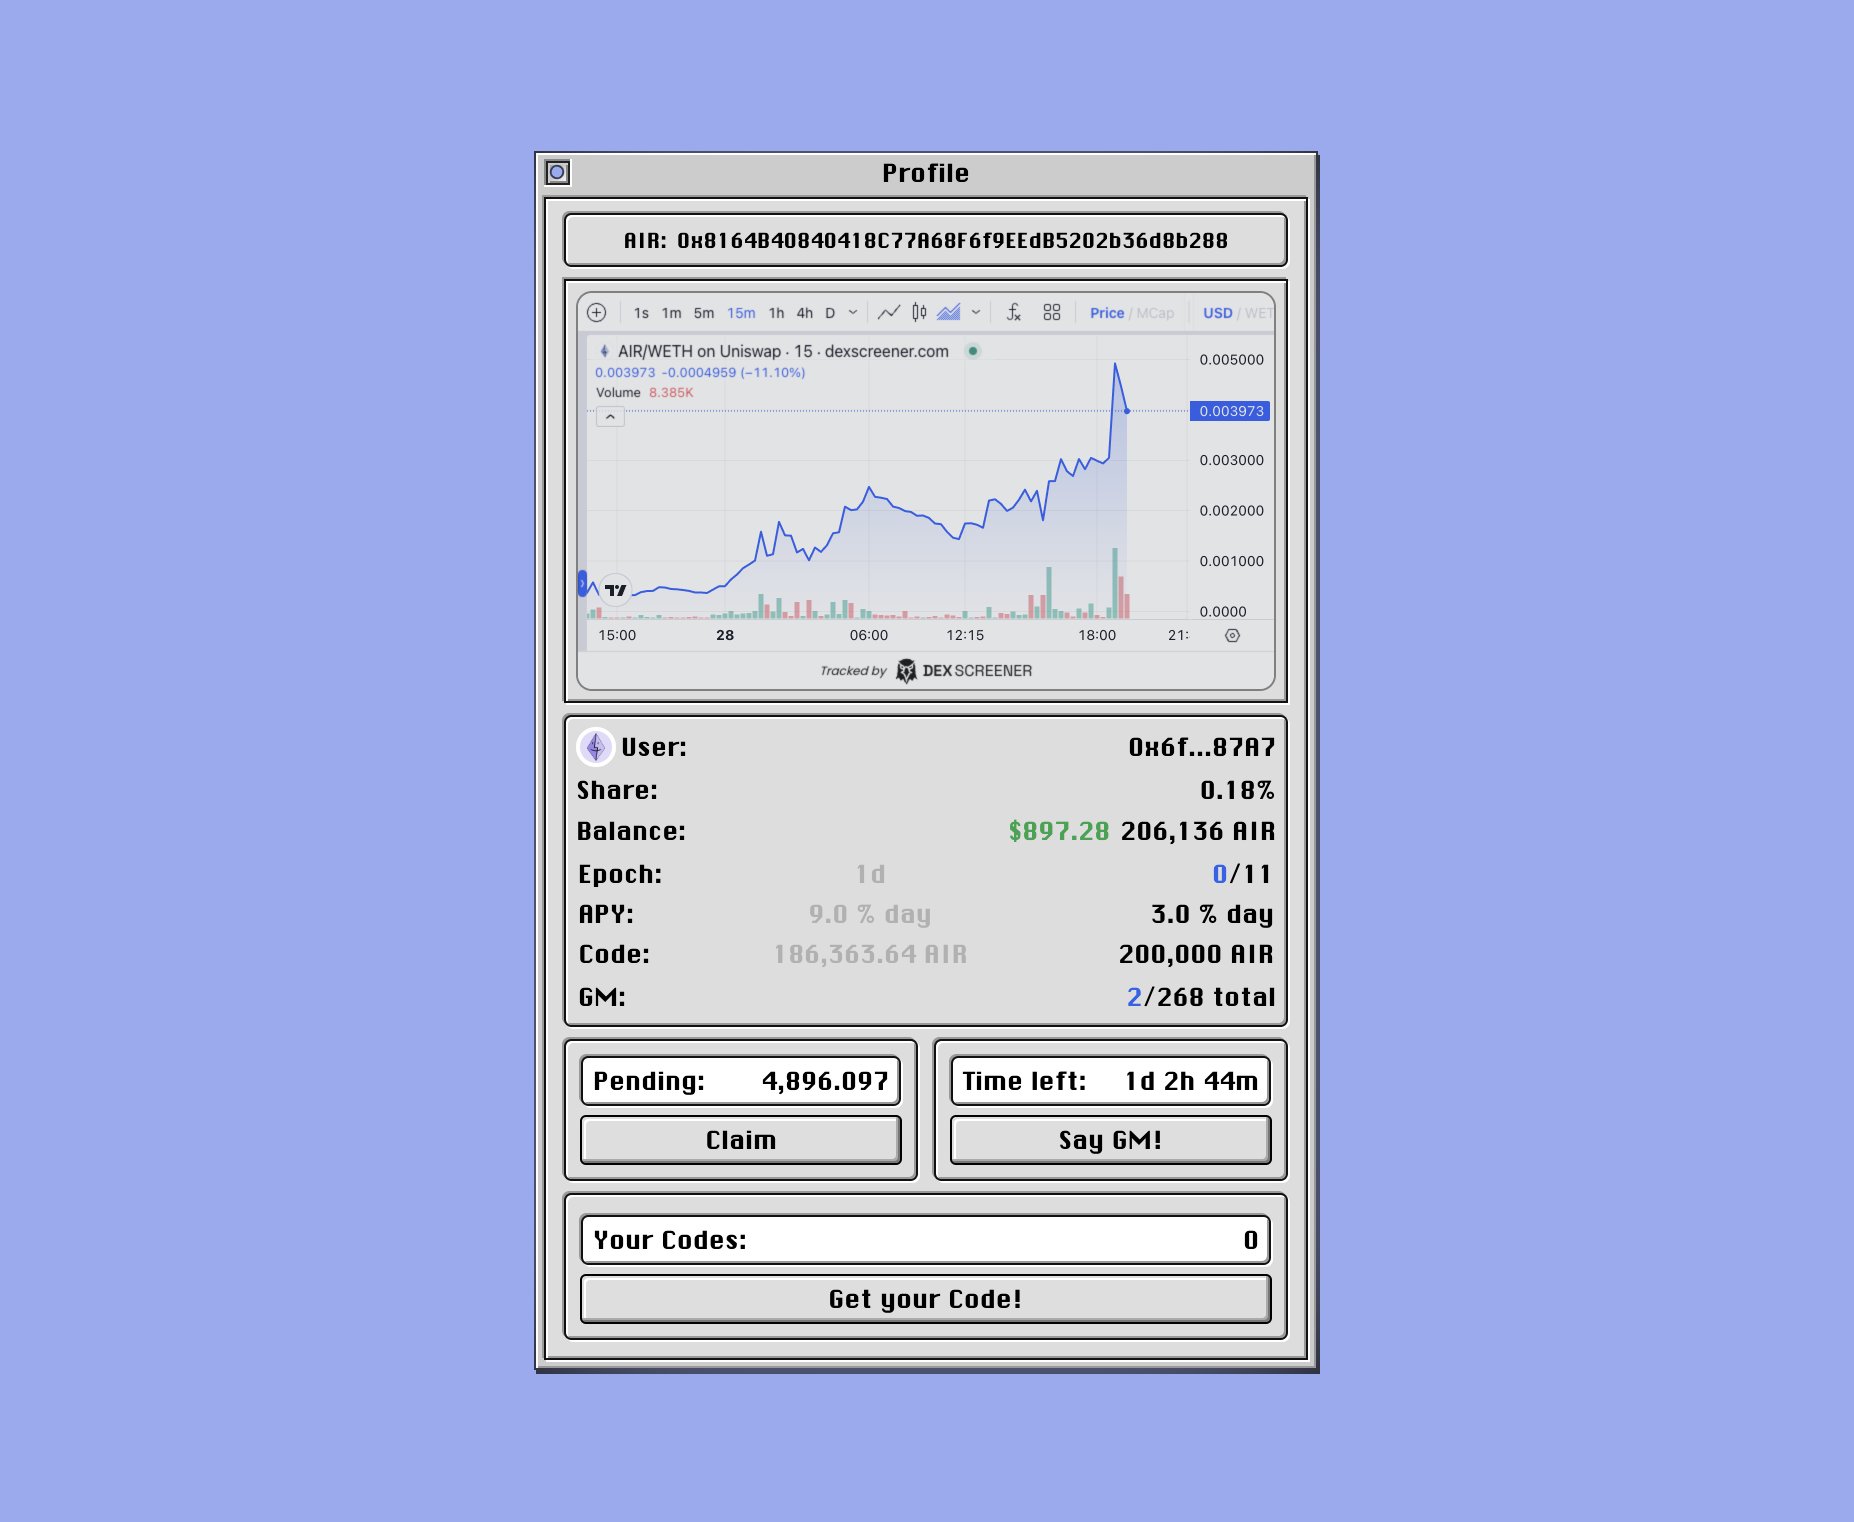 Profile
AIR: 0x8164B40840418C77A68F6f9EEdB5202b36d8b288
1s 1m 5m 15m 1h 4h D Price / MCap USD / WET
AIR/WETH on Uniswap · 15 · dexscreener.com
0.003973 -0.0004959 (−11.10%)
Volume 8.385K
0.005000
0.003973
0.003000
0.002000
0.001000
0.0000
15:00 28 06:00 12:15 18:00 21:
Tracked by DEX SCREENER
User: 0x6f...87A7
Share: 0.18%
Balance: $897.28 206,136 AIR
Epoch: 1d 0/11
APY: 9.0 % day 3.0 % day
Code: 186,363.64 AIR 200,000 AIR
GM: 2/268 total
Pending: 4,896.097
Claim
Time left: 1d 2h 44m
Say GM!
Your Codes: 0
Get your Code!